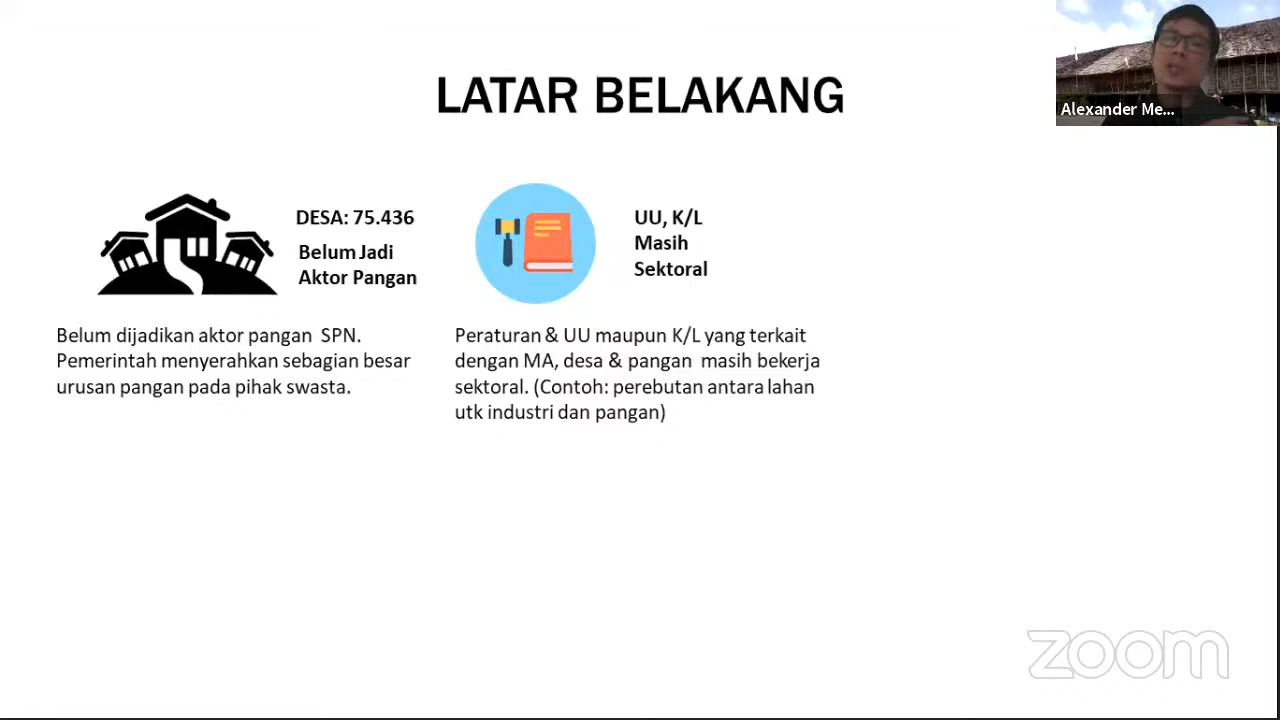 LATAR BELAKANG
Alexander Me...
DESA: 75.436
Belum Jadi
Aktor Pangan
Belum dijadikan aktor pangan SPN.
Pemerintah menyerahkan sebagian besar
urusan pangan pada pihak swasta.
UU, K/L
Masih
Sektoral
Peraturan & UU maupun K/L yang terkait
dengan MA, desa & pangan masih bekerja
sektoral. (Contoh: perebutan antara lahan
utk industri dan pangan)
zoom